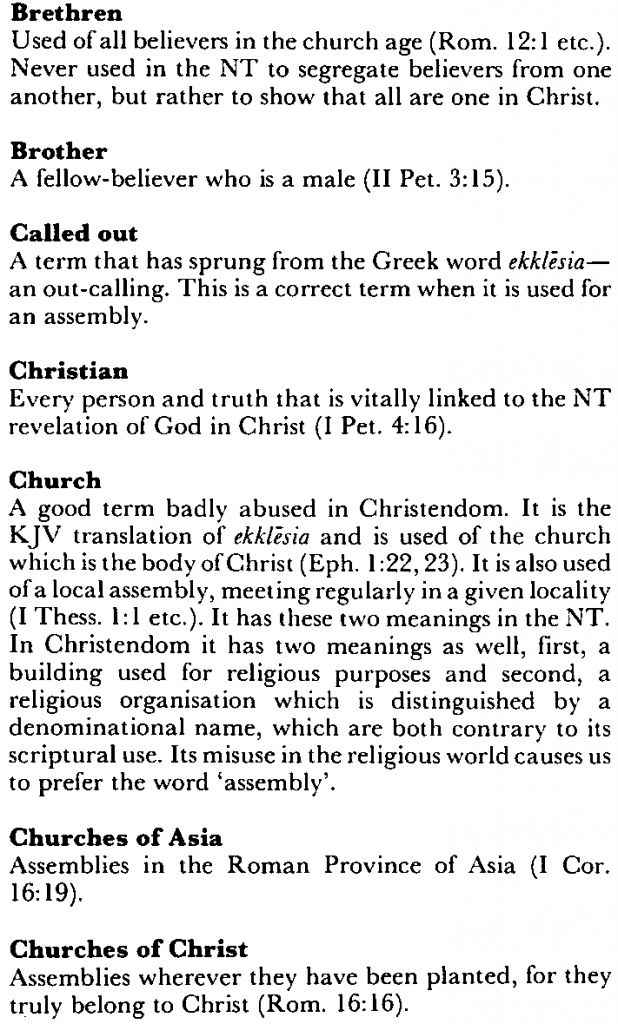 Brethren
Used of all believers in the church age (Rom. 12:1 etc.).
Never used in the NT to segregate believers from one
another, but rather to show that all are one in Christ.
Brother
A fellow-believer who is a male (II Pet. 3:15).
Called out
A term that has sprung from the Greek word ekklēsia—
an out-calling. This is a correct term when it is used for
an assembly.
Christian
Every person and truth that is vitally linked to the NT
revelation of God in Christ (I Pet. 4:16).
Church
A good term badly abused in Christendom. It is the
KJV translation of ekklēsia and is used of the church
which is the body of Christ (Eph. 1:22, 23). It is also used
of a local assembly, meeting regularly in a given locality
(I Thess. 1:1 etc.). It has these two meanings in the NT.
In Christendom it has two meanings as well, first, a
building used for religious purposes and second, a
religious organisation which is distinguished by a
denominational name, which are both contrary to its
scriptural use. Its misuse in the religious world causes us
to prefer the word ‘assembly’.
Churches of Asia
Assemblies in the Roman Province of Asia (I Cor.
16:19).
Churches of Christ
Assemblies wherever they have been planted, for they
truly belong to Christ (Rom. 16:16).